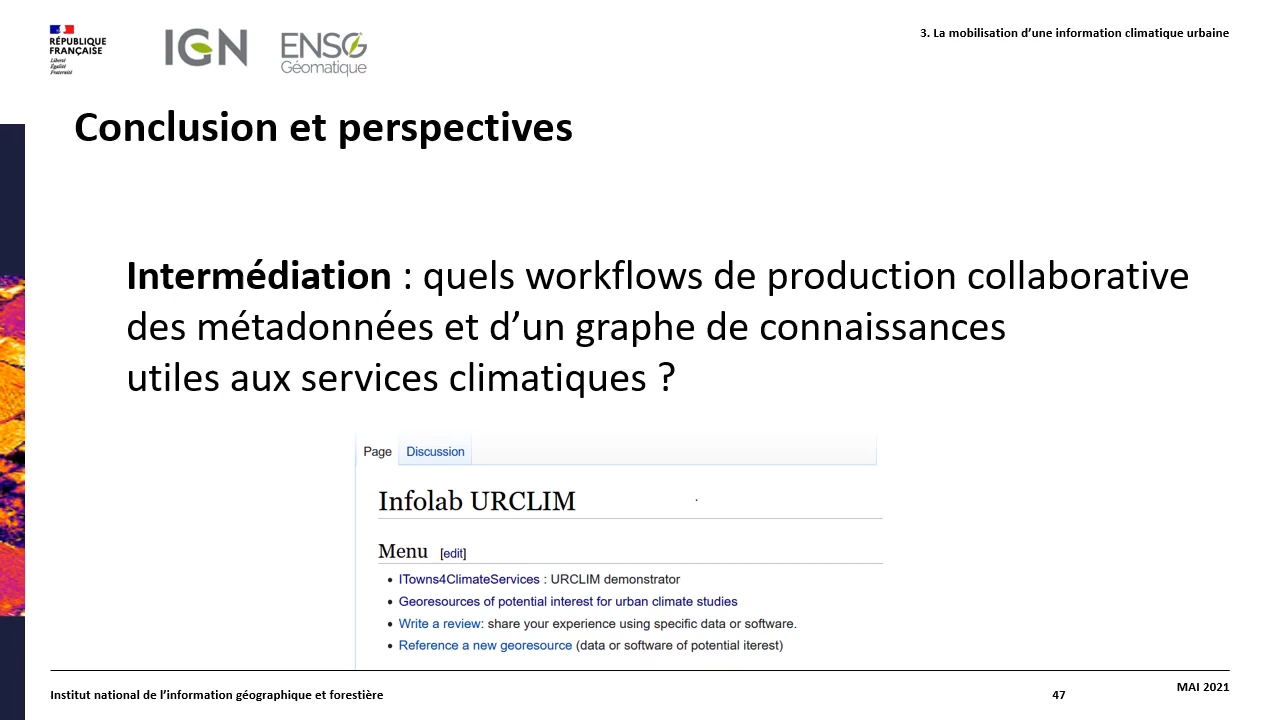 RÉPUBLIQUE
FRANÇAISE
Liberté
Égalité
Fraternité
IGN
ENSG
Géomatique
3. La mobilisation d’une information climatique urbaine
Conclusion et perspectives
Intermédiation : quels workflows de production collaborative
des métadonnées et d’un graphe de connaissances
utiles aux services climatiques ?
Page Discussion
Infolab URCLIM
Menu [edit]
• ITowns4ClimateServices : URCLIM demonstrator
• Georesources of potential interest for urban climate studies
• Write a review: share your experience using specific data or software.
• Reference a new georesource (data or software of potential iterest)
Institut national de l’information géographique et forestière
47
MAI 2021